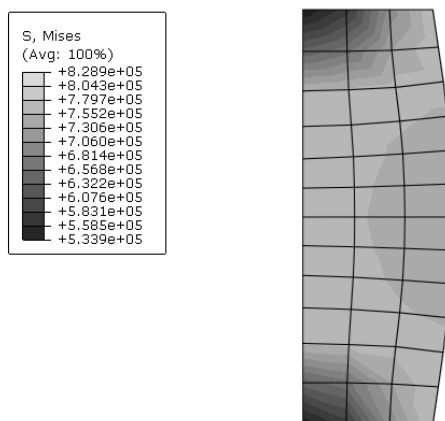 S, Mises
(Avg: 100%)
+8.289e+05
+8.043e+05
+7.797e+05
+7.552e+05
+7.306e+05
+7.060e+05
+6.814e+05
+6.568e+05
+6.322e+05
+6.076e+05
+5.831e+05
+5.585e+05
+5.339e+05